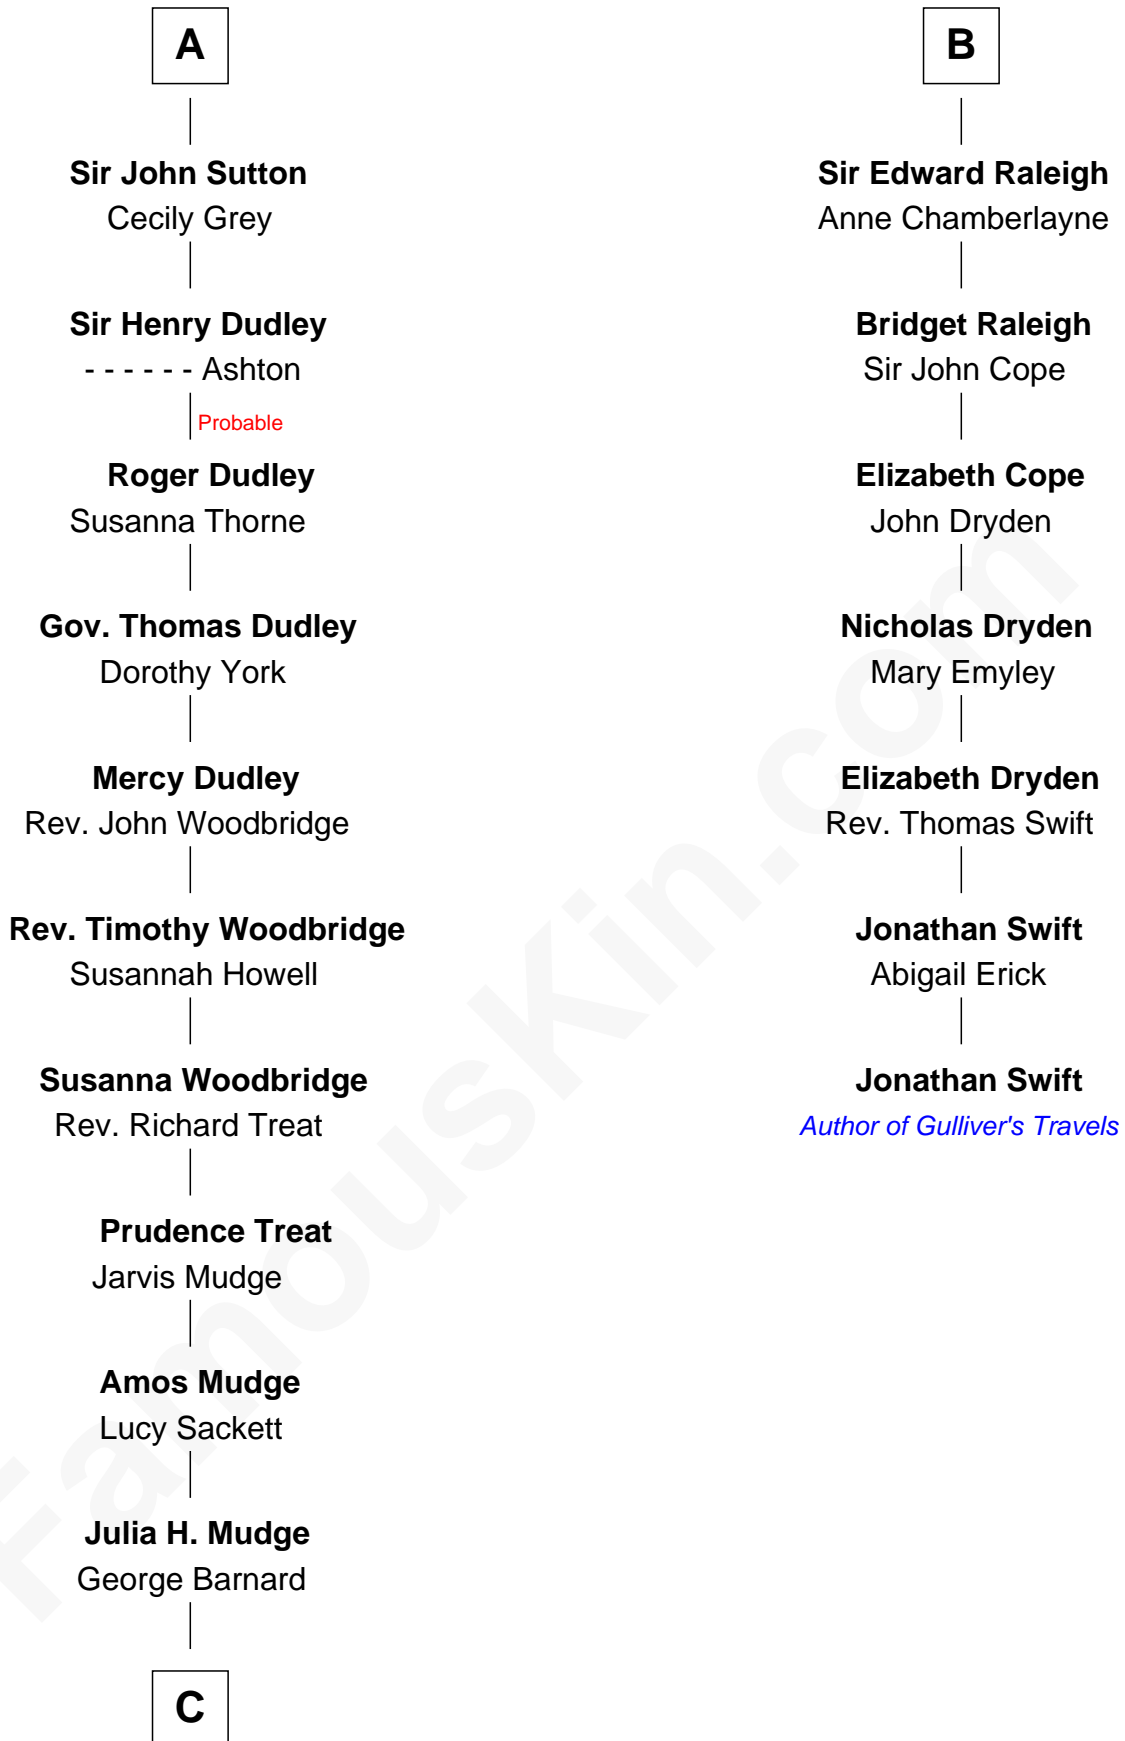 A
Sir John Sutton
Cecily Grey
Sir Henry Dudley
- - - - - - Ashton
Probable
Roger Dudley
Susanna Thorne
Gov. Thomas Dudley
Dorothy York
Mercy Dudley
Rev. John Woodbridge
Rev. Timothy Woodbridge
Susannah Howell
Susanna Woodbridge
Rev. Richard Treat
Prudence Treat
Jarvis Mudge
Amos Mudge
Lucy Sackett
Julia H. Mudge
George Barnard
C
B
Sir Edward Raleigh
Anne Chamberlayne
Bridget Raleigh
Sir John Cope
Elizabeth Cope
John Dryden
Nicholas Dryden
Mary Emyley
Elizabeth Dryden
Rev. Thomas Swift
Jonathan Swift
Abigail Erick
Jonathan Swift
Author of Gulliver's Travels
FamousKin.com